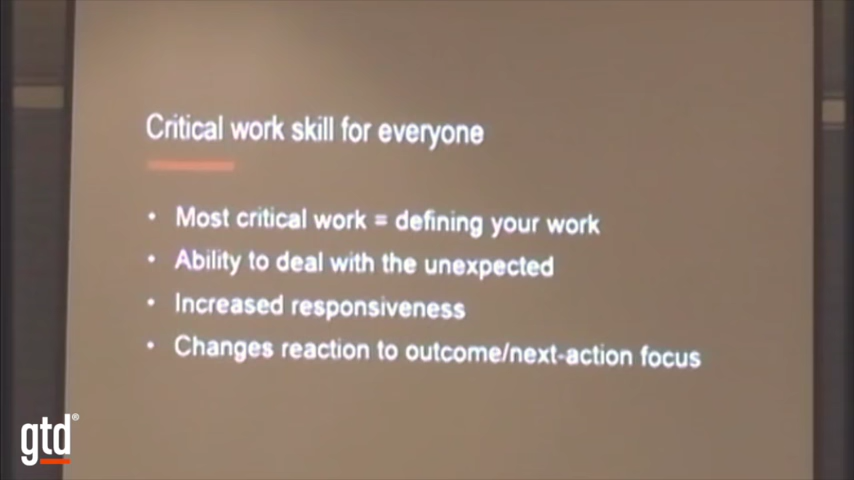 Critical work skill for everyone
• Most critical work = defining your work
• Ability to deal with the unexpected
• Increased responsiveness
• Changes reaction to outcome/next-action focus
gtd®